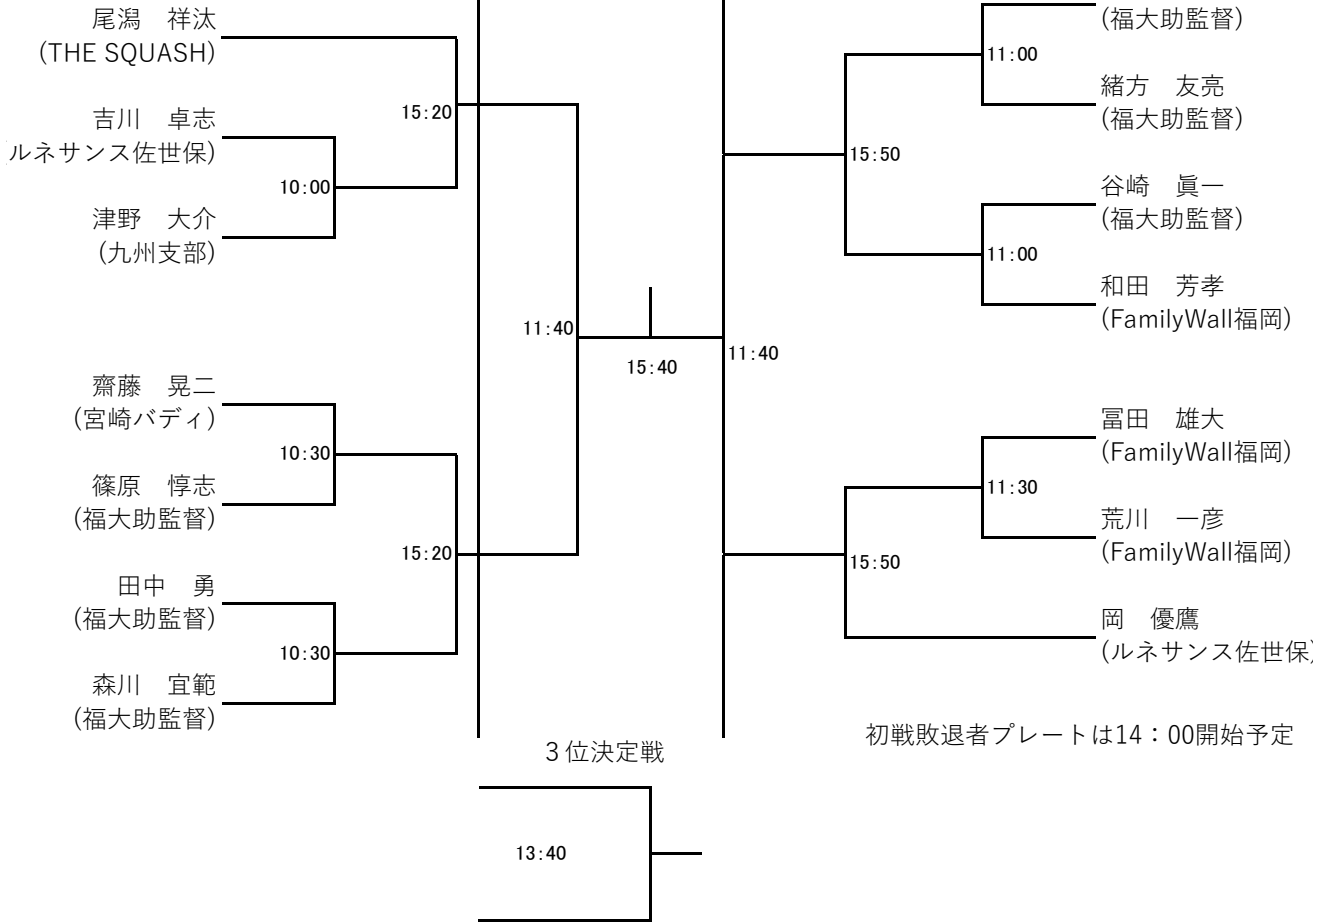 尾潟　祥汰
(THE SQUASH)
15:20
吉川　卓志
ルネサンス佐世保)
10:00
津野　大介
(九州支部)
11:40
齋藤　晃二
(宮崎バディ)
10:30
篠原　惇志
(福大助監督)
15:20
田中　勇
(福大助監督)
10:30
森川　宜範
(福大助監督)
15:40
(福大助監督)
11:00
緒方　友亮
(福大助監督)
15:50
谷崎　眞一
(福大助監督)
11:00
和田　芳孝
(FamilyWall福岡)
11:40
冨田　雄大
(FamilyWall福岡)
11:30
荒川　一彦
(FamilyWall福岡)
15:50
岡　優鷹
(ルネサンス佐世保)
初戦敗退者プレートは14：00開始予定
３位決定戦
13:40